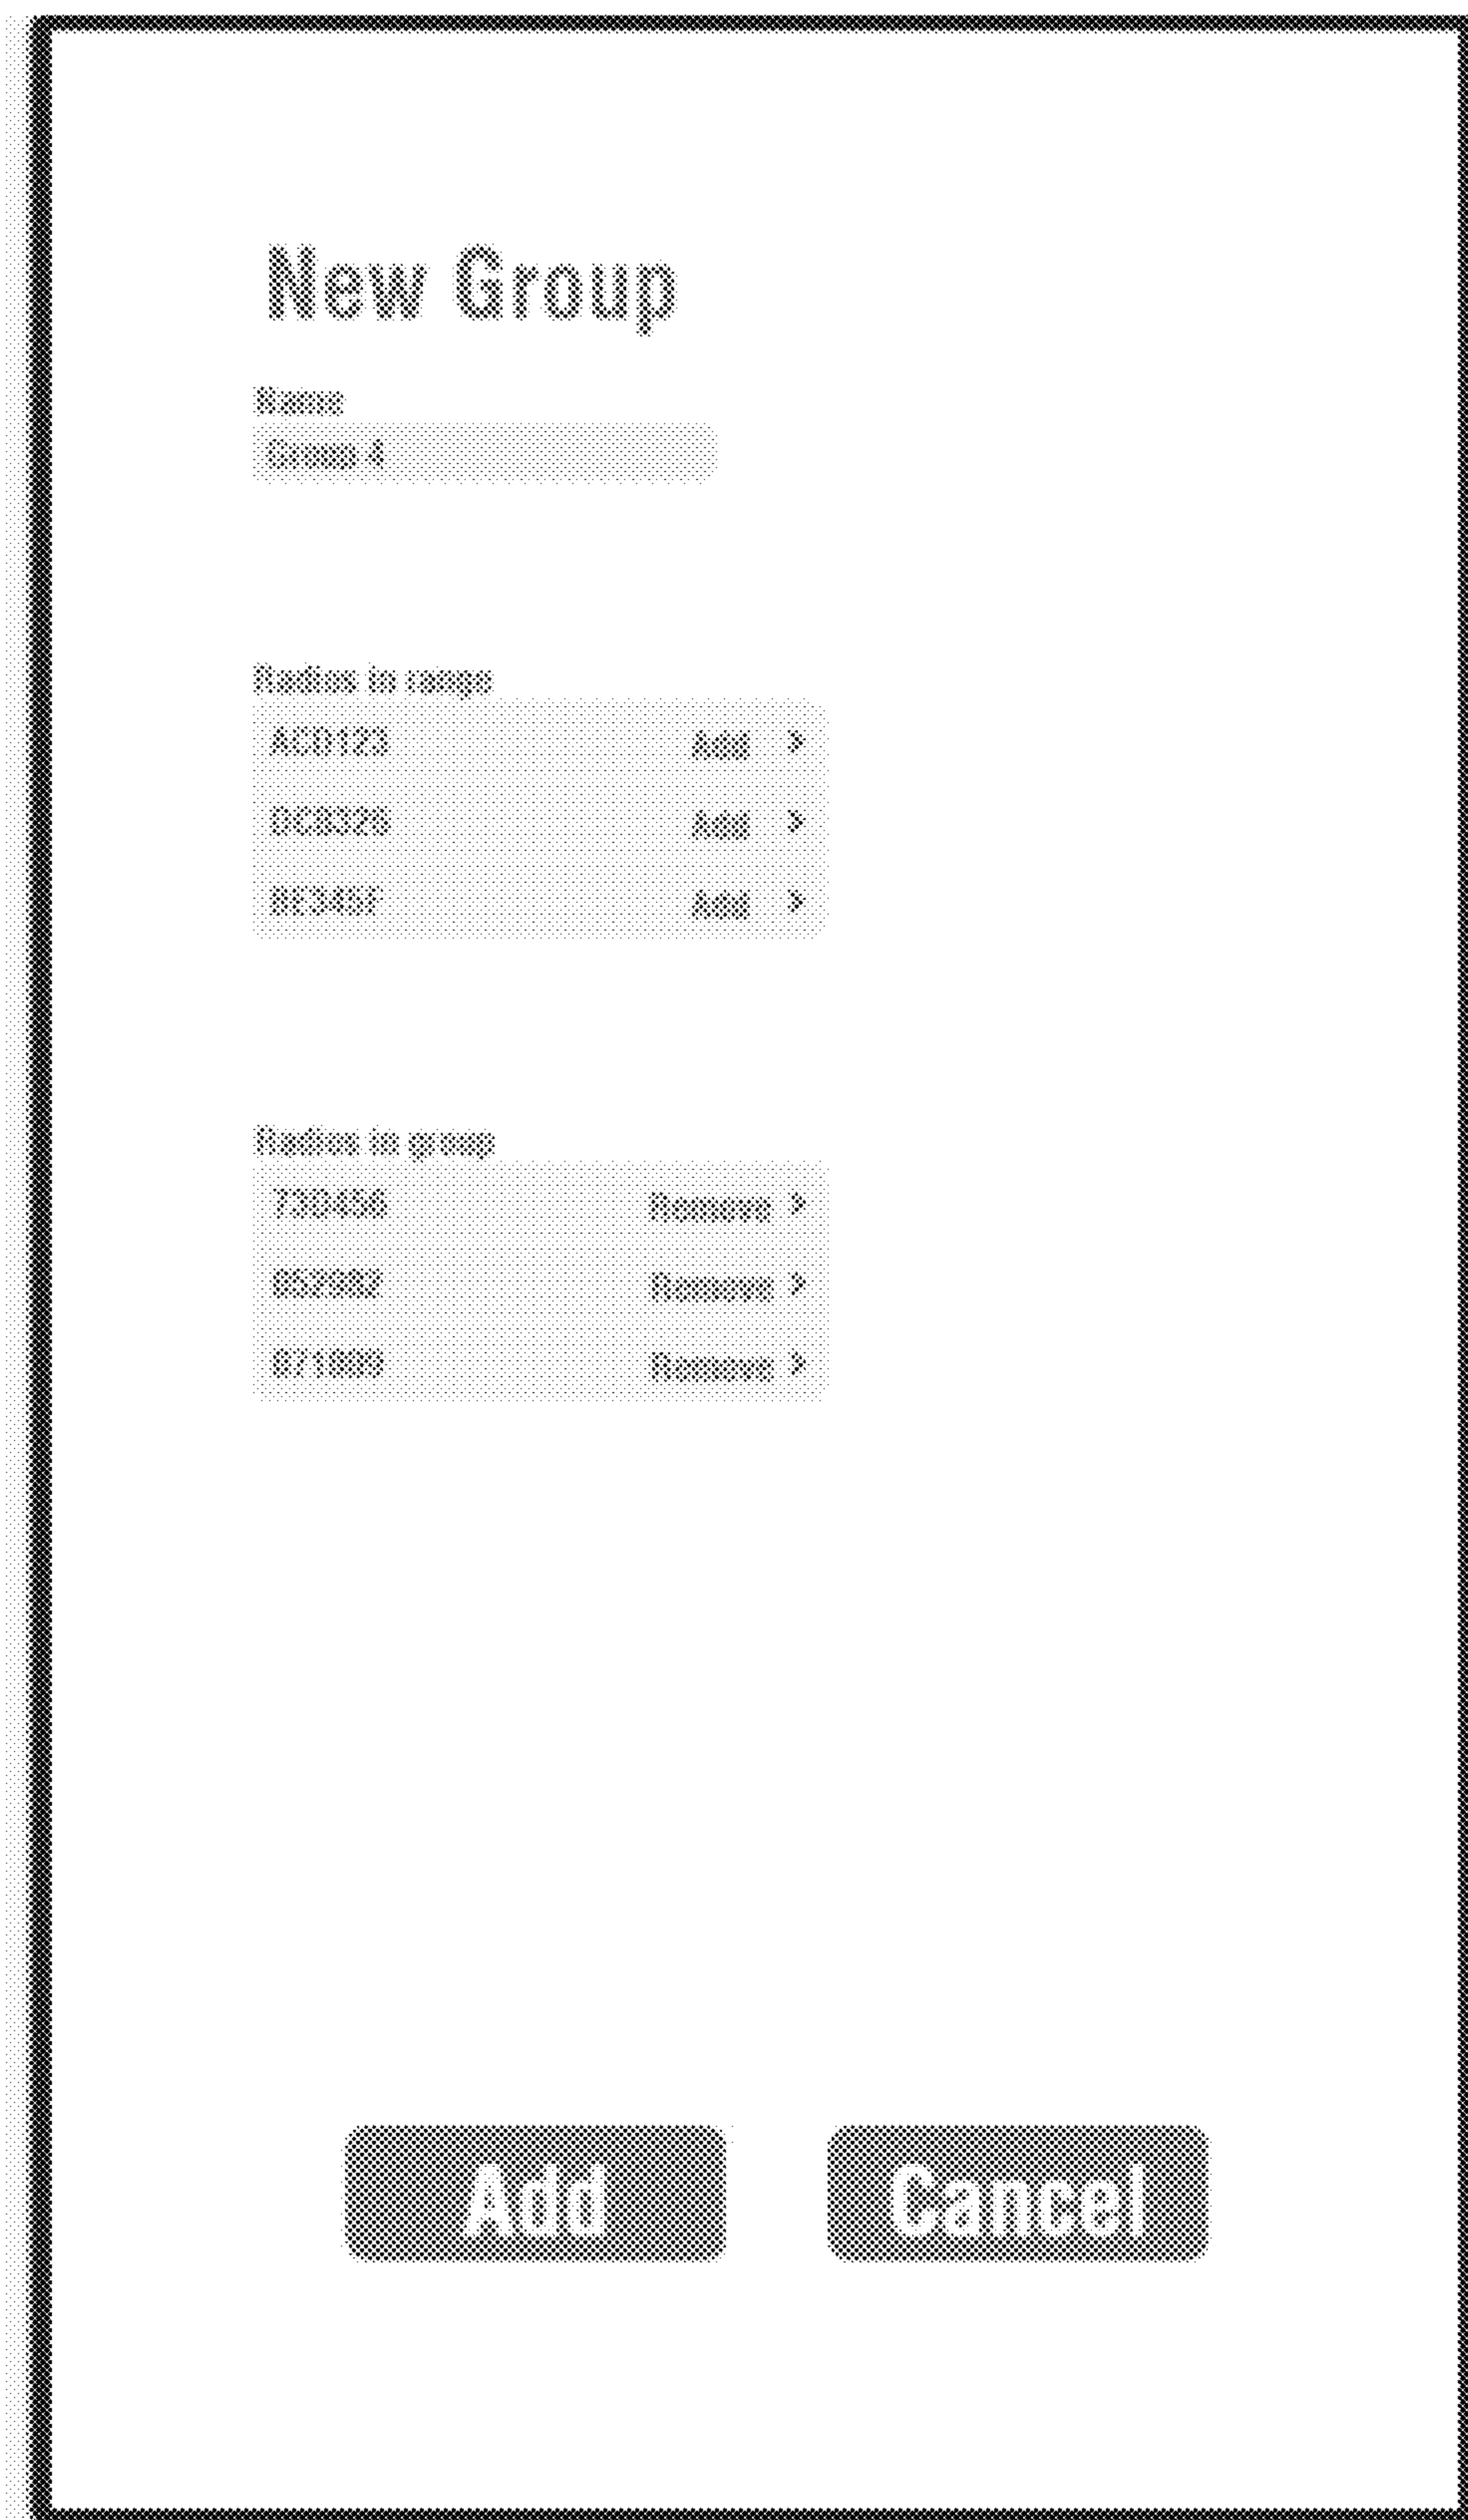 New Group
Name
Group 4
Radios in range
ACD123 Add >
Add >
Add >
Radios in group
73D456 Remove >
Remove >
Remove >
Add Cancel